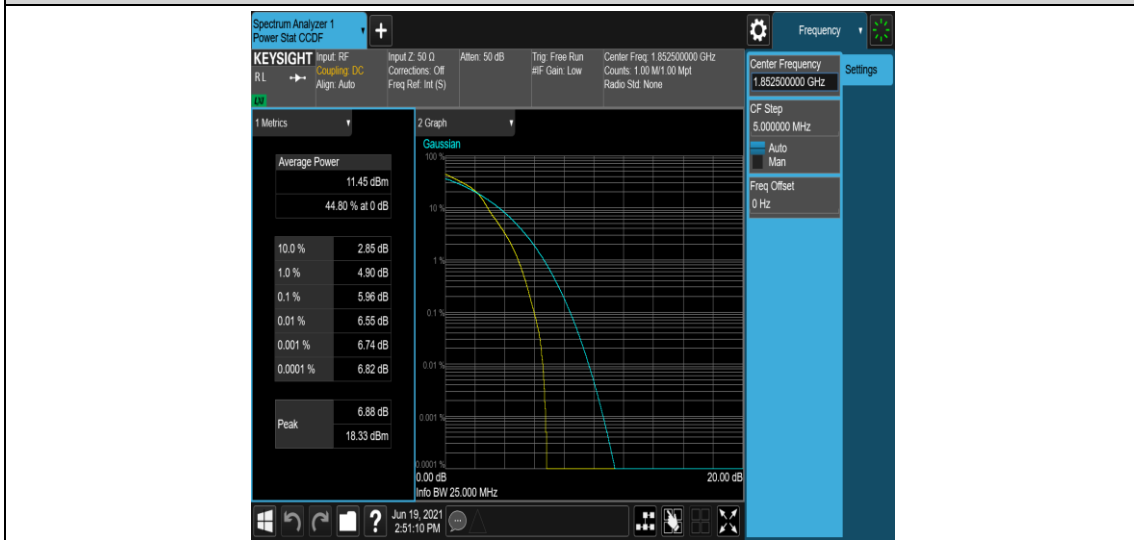 Spectrum Analyzer 1
Power Stat CCDF
+
Frequency
KEYSIGHT
RL
LXI
Input: RF
Coupling: DC
Align: Auto
Input Z: 50 Ω
Corrections: Off
Freq Ref: Int (S)
Atten: 50 dB
Trig: Free Run
#IF Gain: Low
Center Freq: 1.852500000 GHz
Counts: 1.00 M/1.00 Mpt
Radio Std: None
Center Frequency
1.852500000 GHz
Settings
CF Step
5.000000 MHz
Auto
Man
Freq Offset
0 Hz
1 Metrics
Average Power
11.45 dBm
44.80 % at 0 dB
10.0 % 2.85 dB
1.0 % 4.90 dB
0.1 % 5.96 dB
0.01 % 6.55 dB
0.001 % 6.74 dB
0.0001 % 6.82 dB
Peak
6.88 dB
18.33 dBm
2 Graph
Gaussian
100 %
10 %
1 %
0.1 %
0.01 %
0.001 %
0.0001 %
0.00 dB 20.00 dB
Info BW 25.000 MHz
?
Jun 19, 2021
2:51:10 PM